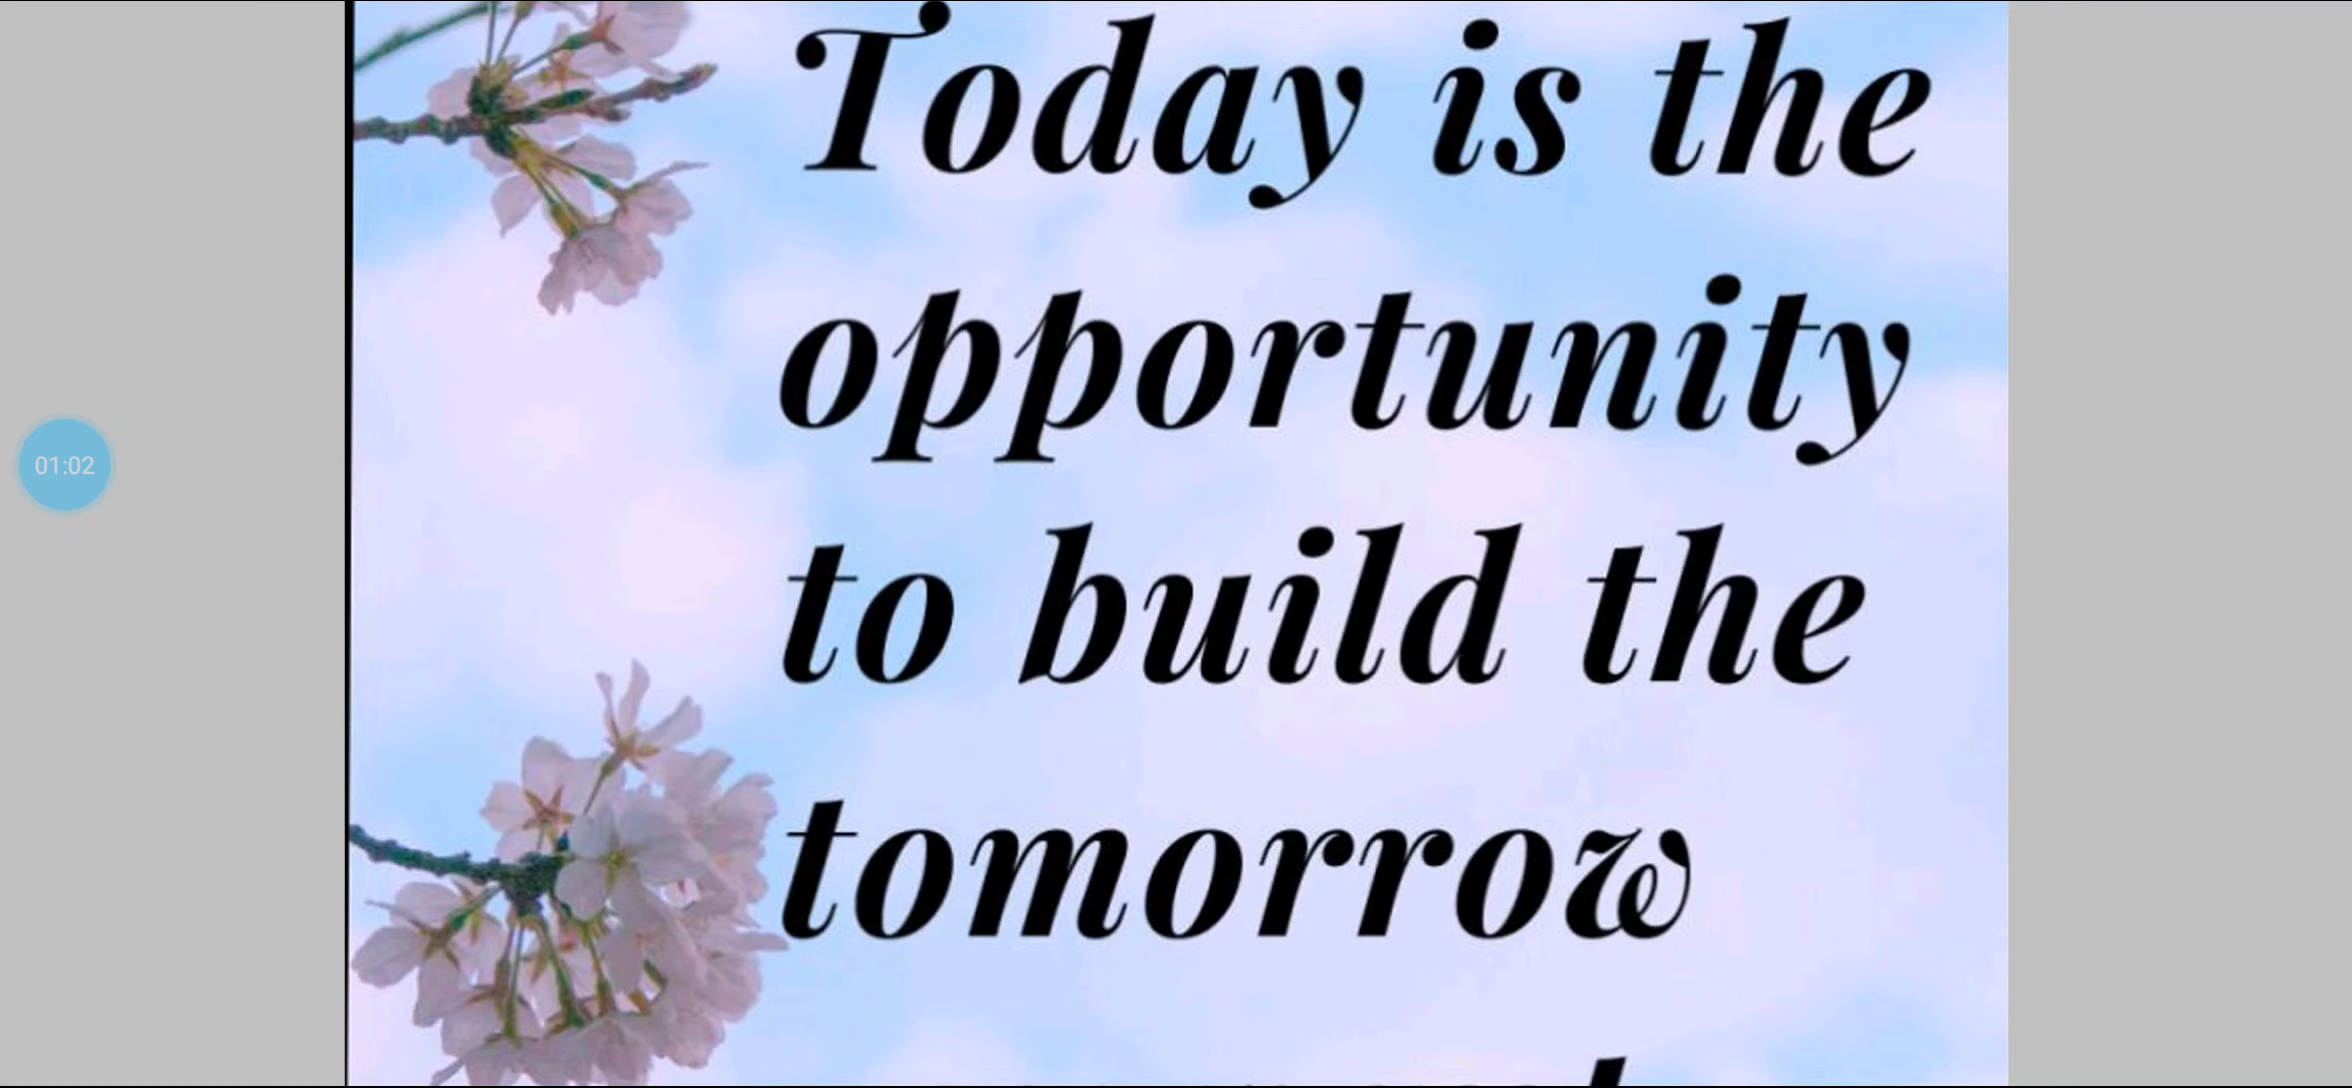 Today is the
opportunity
to build the
01:02
tomorrow